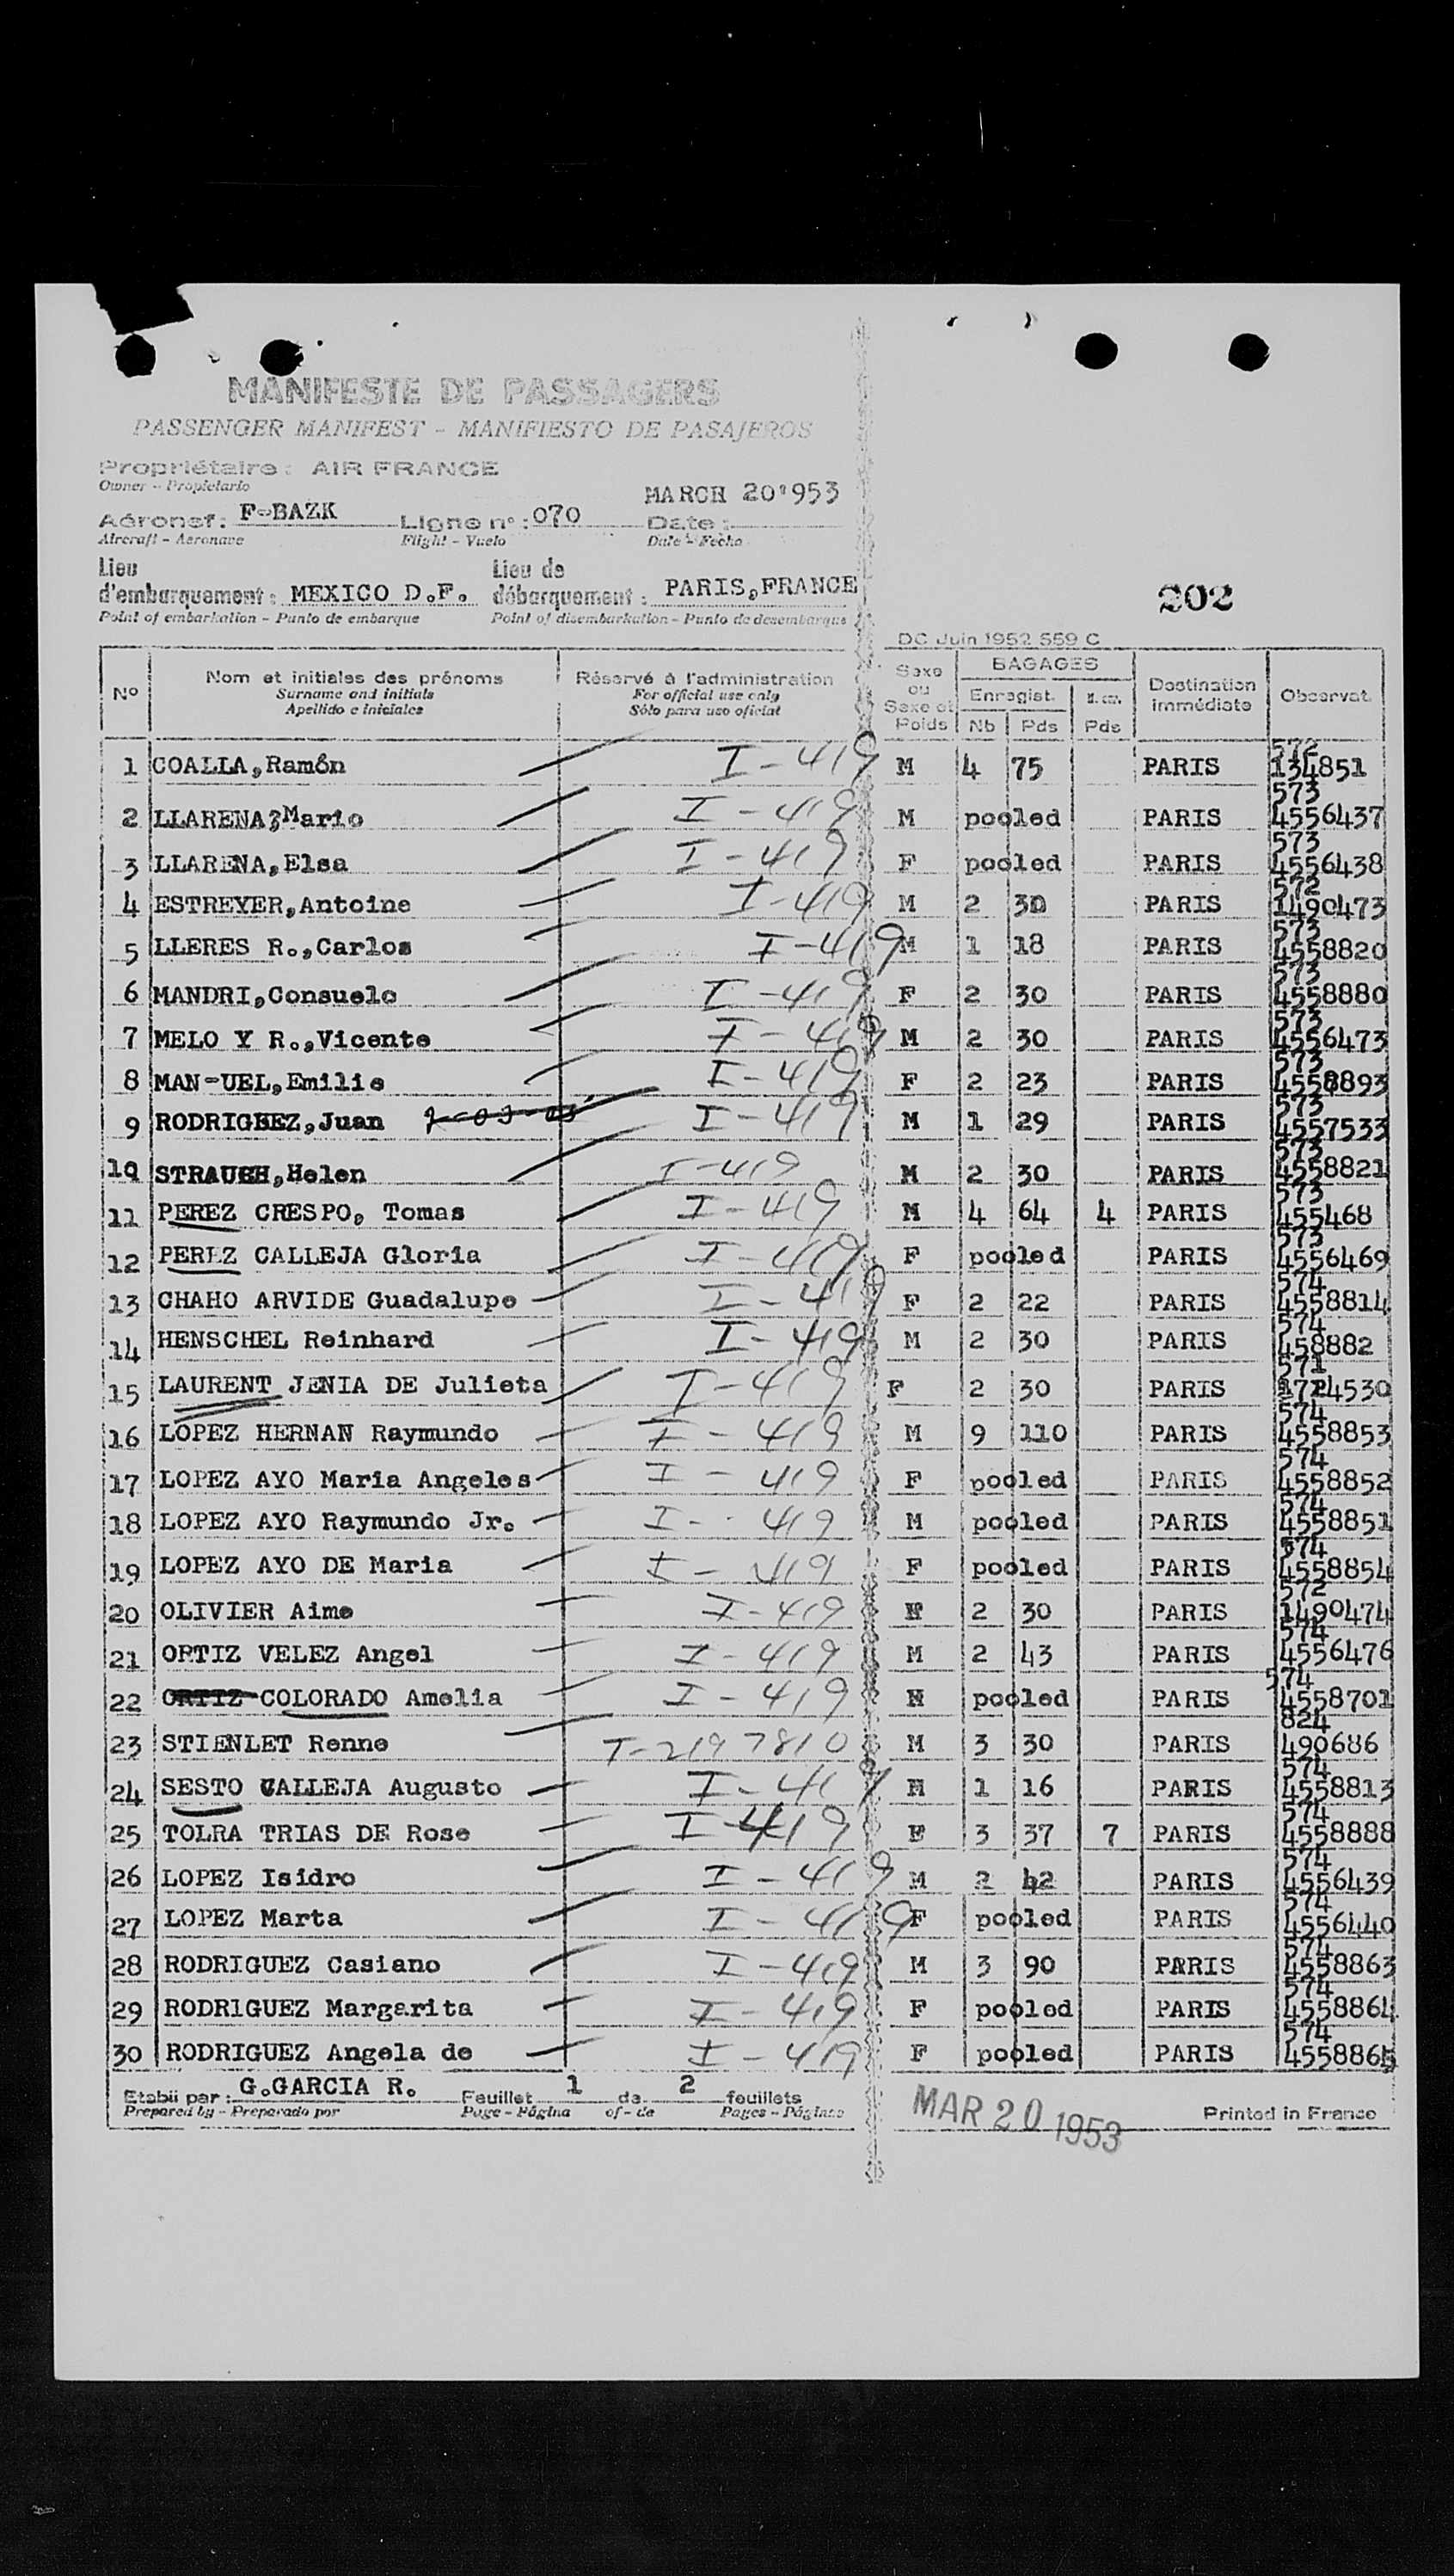 MANIFESTE DE PASSAGERS
PASSENGER MANIFEST - MANIFIESTO DE PASAJEROS
Propriétaire : AIR FRANCE
Owner - Propietario
MARCH 20'953
Aéronef : F-BAZK Ligne n° : 070 Date :
Aircraft - Aeronave Flight - Vuelo Date - Fecha
Lieu Lieu de
d'embarquement : MEXICO D.F. débarquement : PARIS,FRANCE
202
Point of embarkation - Punto de embarque Point of disembarkation - Punto de desembarque
DC Juin 1952 559 C
N° Nom et initiales des prénoms Réservé à l'administration Sexe ou Sexe et Poids BAGAGES Destination immédiate Observat.
Surname and initials For official use only Enregist.
Apellido e iniciales Sólo para uso oficial Nb Pds Pds
1 COALLA,Ramón I-419 M 4 75 PARIS 572 134851
2 LLARENA,Mario I-419 M pooled PARIS 573 4556437
3 LLARENA,Elsa I-419 F pooled PARIS 573 4556438
4 ESTREYER,Antoine I-419 M 2 30 PARIS 572 1490473
5 LLERES R.,Carlos I-419 M 1 18 PARIS 573 4558820
6 MANDRI,Consuelo I-419 F 2 30 PARIS 573 4558880
7 MELO Y R.,Vicente I-419 M 2 30 PARIS 573 4556473
8 MAN-UEL,Emilie I-419 F 2 23 PARIS 573 4558893
9 RODRIGUEZ,Juan I-419 M 1 29 PARIS 573 4557533
10 STRAUCH,Helen I-419 M 2 30 PARIS 573 4558821
11 PEREZ CRESPO, Tomas I-419 M 4 64 4 PARIS 573 455468
12 PEREZ CALLEJA Gloria I-419 F pooled PARIS 573 4556469
13 CHAHO ARVIDE Guadalupe I-419 F 2 22 PARIS 574 4558814
14 HENSCHEL Reinhard I-419 M 2 30 PARIS 574 458882
15 LAURENT JENIA DE Julieta I-419 F 2 30 PARIS 571
16 LOPEZ HERNAN Raymundo I-419 M 9 110 PARIS 574 4558853
17 LOPEZ AYO Maria Angeles I-419 F pooled PARIS 574 4558852
18 LOPEZ AYO Raymundo Jr. I-419 M pooled PARIS 574 4558851
19 LOPEZ AYO DE Maria I-419 F pooled PARIS 574 4558854
20 OLIVIER Aime I-419 M 2 30 PARIS 572 1490474
21 ORTIZ VELEZ Angel I-419 M 2 43 PARIS 574 4556476
22 ORTIZ COLORADO Amelia I-419 pooled PARIS 574 4558701
23 STIENLET Renne T-2197810 M 3 30 PARIS 824 490686
24 SESTO CALLEJA Augusto I-419 M 1 16 PARIS 574 4558813
25 TOLRA TRIAS DE Rose I-419 F 3 37 7 PARIS 574 4558888
26 LOPEZ Isidro I-419 M 2 42 PARIS 574 4556439
27 LOPEZ Marta I-419 F pooled PARIS 574 4556440
28 RODRIGUEZ Casiano I-419 M 3 90 PARIS 574 4558863
29 RODRIGUEZ Margarita I-419 F pooled PARIS 574 4558864
30 RODRIGUEZ Angela de I-419 F pooled PARIS 574 4558865
Etabli par : G.GARCIA R. Feuillet 1 de 2 feuillets
Prepared by - Preparado por Page - Página of - de Pages - Páginas
MAR 20 1953
Printed in France